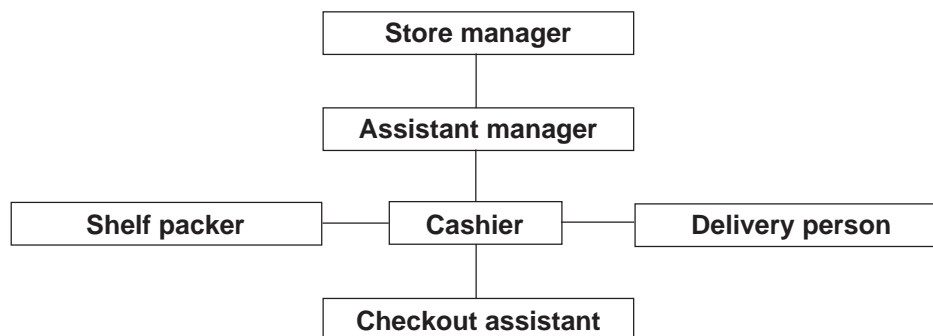 Store manager
Assistant manager
Shelf packer
Cashier
Delivery person
Checkout assistant